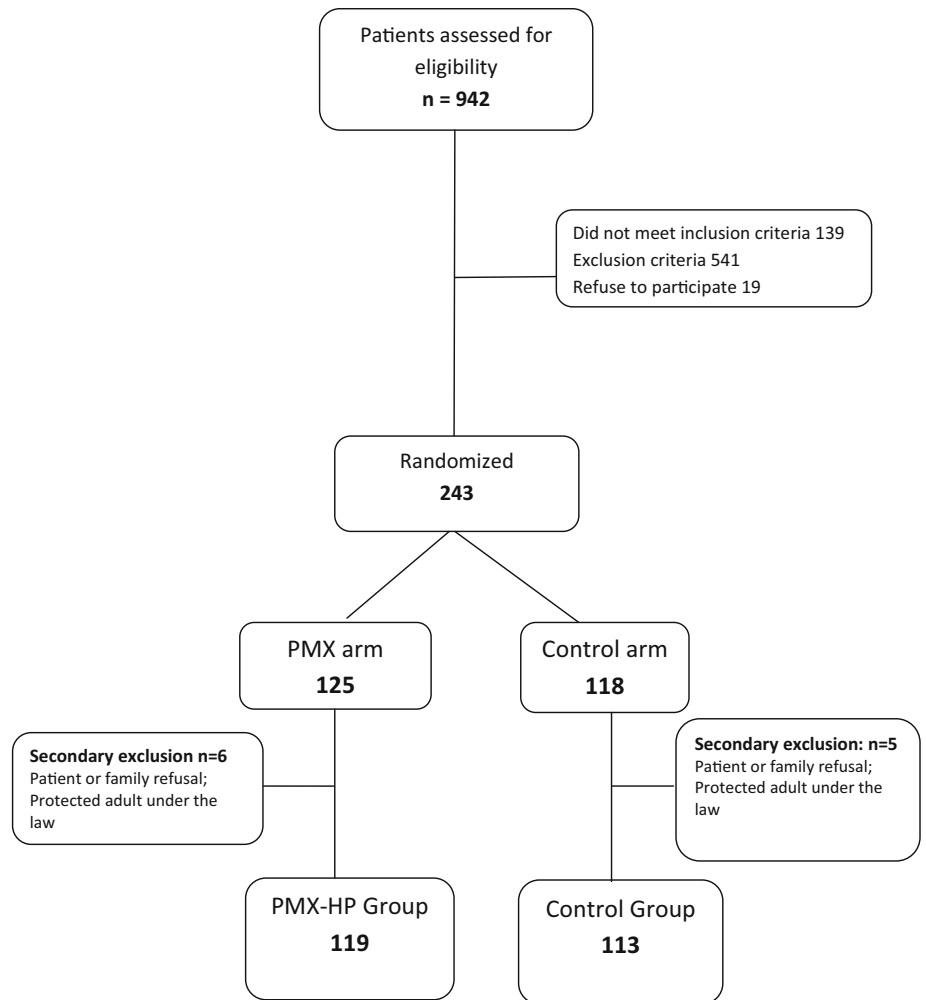 Patients assessed for
eligibility
n = 942
Did not meet inclusion criteria 139
Exclusion criteria 541
Refuse to participate 19
Randomized
243
PMX arm
125
Control arm
118
Secondary exclusion n=6
Patient or family refusal;
Protected adult under the
law
Secondary exclusion: n=5
Patient or family refusal;
Protected adult under the
law
PMX-HP Group
119
Control Group
113